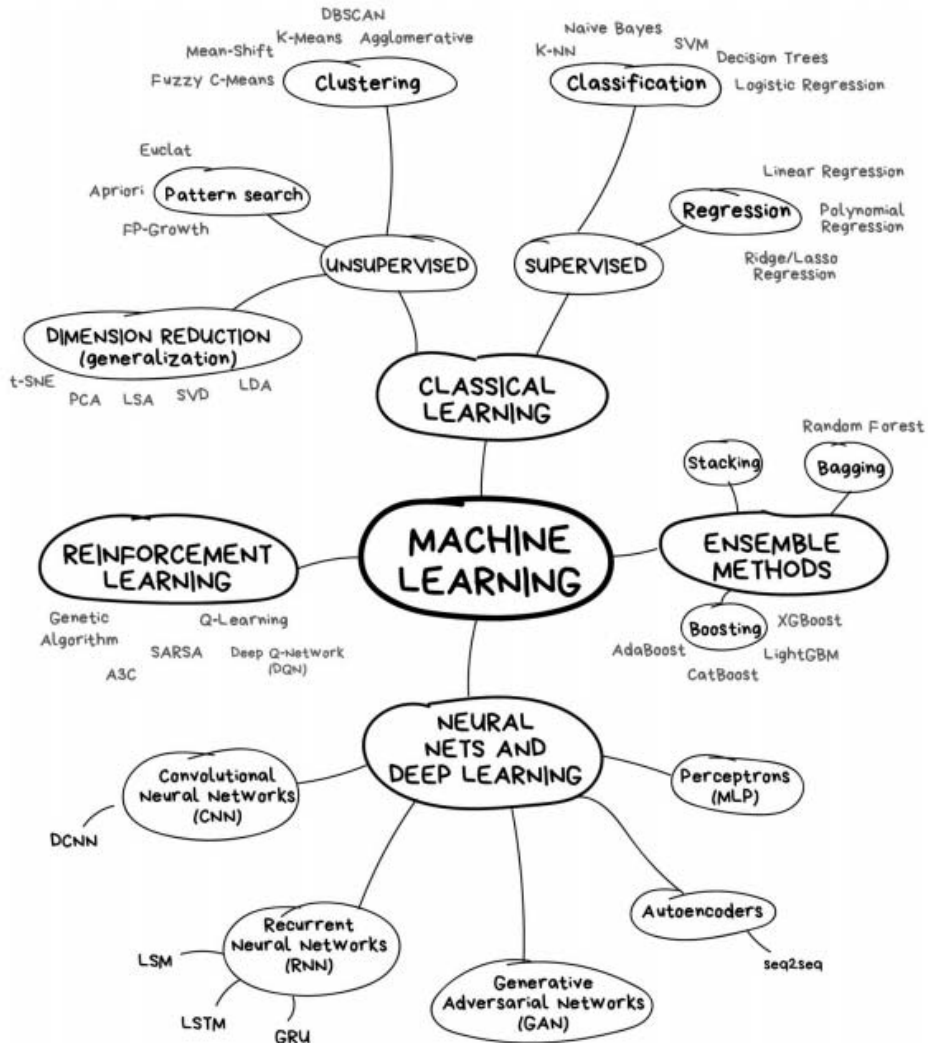 DBSCAN
K-Means
Agglomerative
Mean-Shift
Fuzzy C-Means
Clustering
Naive Bayes
K-NN
SVM
Decision Trees
Classification
Logistic Regression
Euclat
Apriori
Pattern search
FP-Growth
Linear Regression
Regression
Polynomial
Regression
Ridge/Lasso
Regression
UNSUPERVISED
SUPERVISED
DIMENSION REDUCTION
(generalization)
t-SNE
PCA
LSA
SVD
LDA
CLASSICAL
LEARNING
Random Forest
Stacking
Bagging
MACHINE
LEARNING
REINFORCEMENT
LEARNING
Genetic
Algorithm
Q-Learning
SARSA
A3C
Deep Q-Network
(DQN)
ENSEMBLE
METHODS
Boosting
XGBoost
AdaBoost
LightGBM
CatBoost
NEURAL
NETS AND
DEEP LEARNING
Convolutional
Neural Networks
(CNN)
DCNN
Perceptrons
(MLP)
Recurrent
Neural Networks
(RNN)
LSM
LSTM
GRU
Generative
Adversarial Networks
(GAN)
Autoencoders
seq2seq